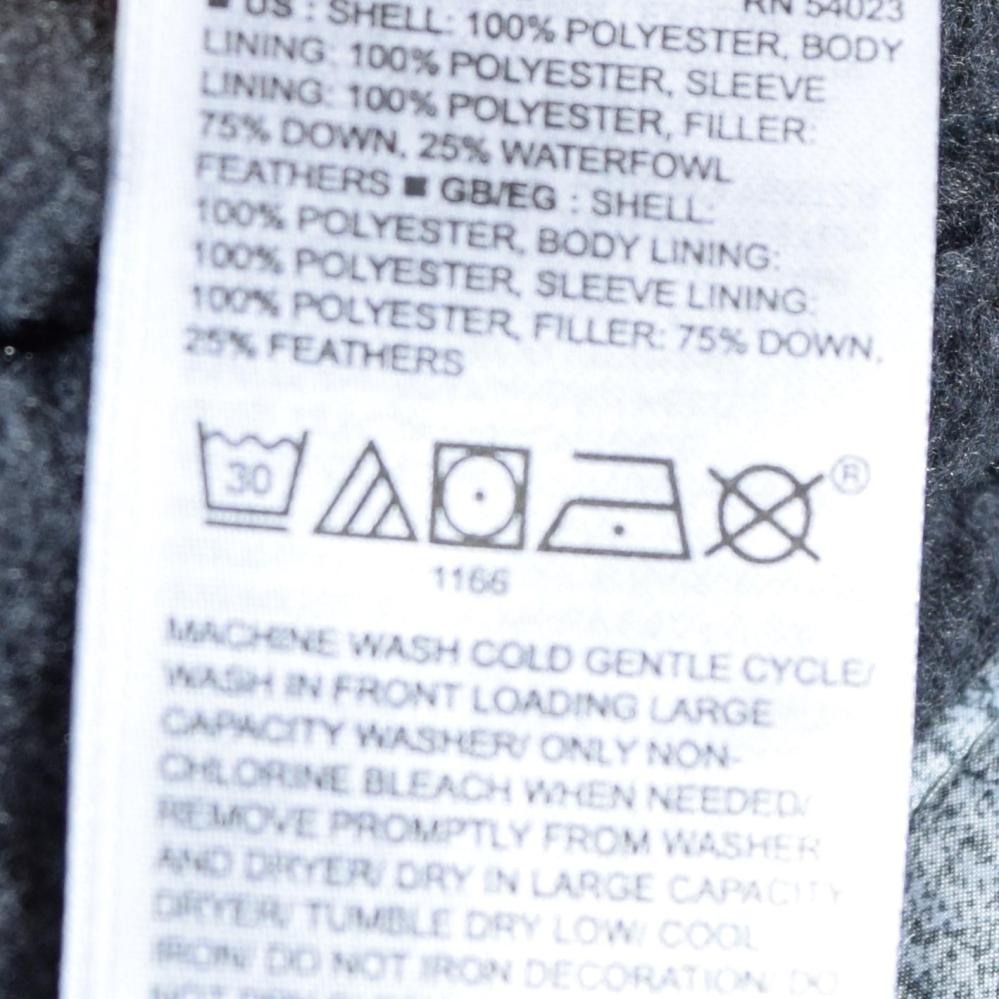 RN 54023
■ US : SHELL: 100% POLYESTER, BODY
LINING: 100% POLYESTER, SLEEVE
LINING: 100% POLYESTER, FILLER:
75% DOWN, 25% WATERFOWL
FEATHERS ■ GB/EG : SHELL:
100% POLYESTER, BODY LINING:
100% POLYESTER, SLEEVE LINING:
100% POLYESTER, FILLER: 75% DOWN,
25% FEATHERS
30
®
1166
MACHINE WASH COLD GENTLE CYCLE/
WASH IN FRONT LOADING LARGE
CAPACITY WASHER/ ONLY NON-
CHLORINE BLEACH WHEN NEEDED/
REMOVE PROMPTLY FROM WASHER
AND DRYER/ DRY IN LARGE CAPACITY
DRYER/ TUMBLE DRY LOW/ COOL
IRON/ DO NOT IRON DECORATION/ DO
NOT